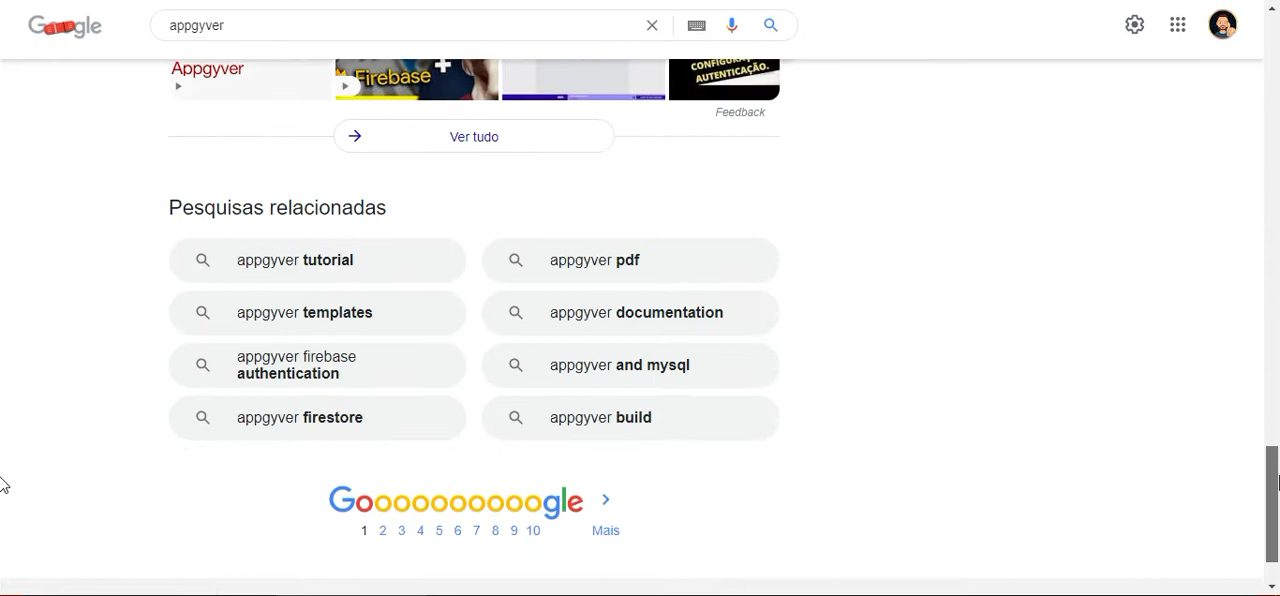 Google
appgyver
Appgyver
Firebase
CONFIGURA
AUTENTICAÇÃO.
Feedback
Ver tudo
Pesquisas relacionadas
appgyver tutorial
appgyver pdf
appgyver templates
appgyver documentation
appgyver firebase
authentication
appgyver and mysql
appgyver firestore
appgyver build
Goooooooooogle
1 2 3 4 5 6 7 8 9 10 Mais